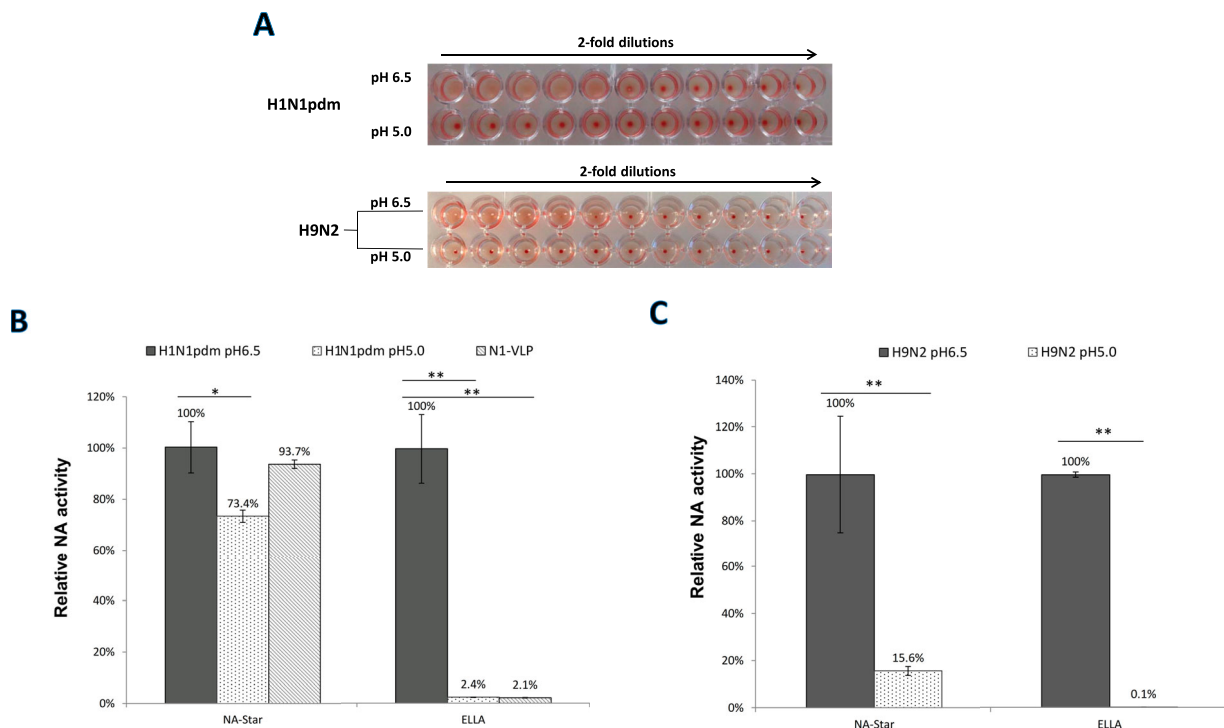 A
2-fold dilutions
pH 6.5
H1N1pdm
pH 5.0
2-fold dilutions
pH 6.5
H9N2
pH 5.0
B
H1N1pdm pH6.5 H1N1pdm pH5.0 N1-VLP
Relative NA activity
120%
100%
80%
60%
40%
20%
0%
*
100%
73.4%
93.7%
**
**
100%
2.4%
2.1%
NA-Star
ELLA
C
H9N2 pH6.5 H9N2 pH5.0
Relative NA activity
140%
120%
100%
80%
60%
40%
20%
0%
**
100%
15.6%
**
100%
0.1%
NA-Star
ELLA